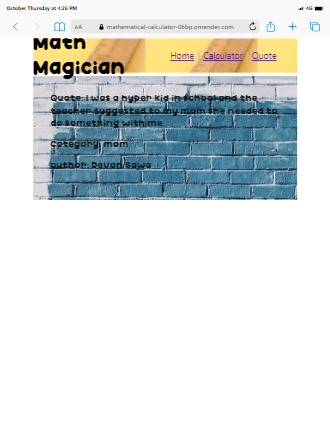 October Thursday at 4:26 PM
4G
AA
mathematical-calculator-06bp.onrender.com
Math
Magician
Home | Calculator | Quote
Quote: I was a hyper kid in school and the
teacher suggested to my mom she needed to
do something with me.
Category: mom
author: Devon Sawa